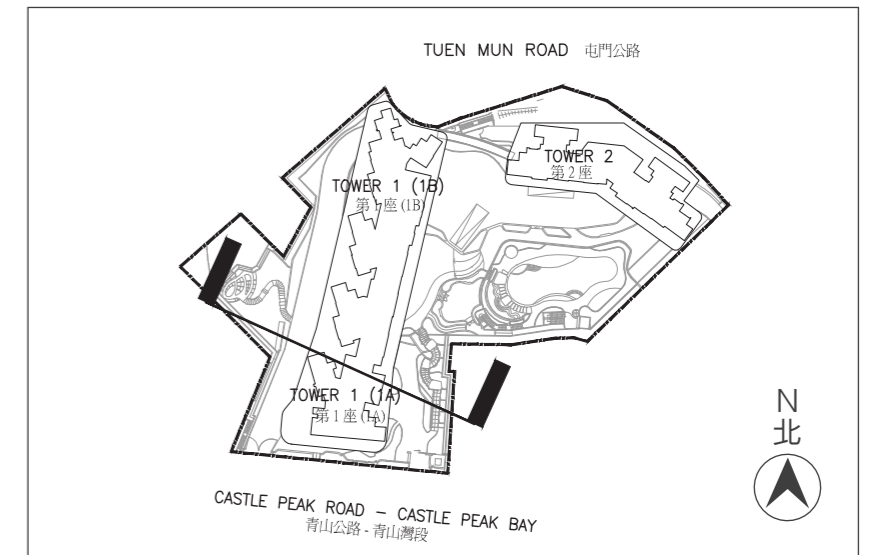 TUEN MUN ROAD 屯門公路
TOWER 2
第2座
TOWER 1 (1B)
第1座(1B)
TOWER 1 (1A)
第1座(1A)
N
北
CASTLE PEAK ROAD - CASTLE PEAK BAY
青山公路-青山灣段